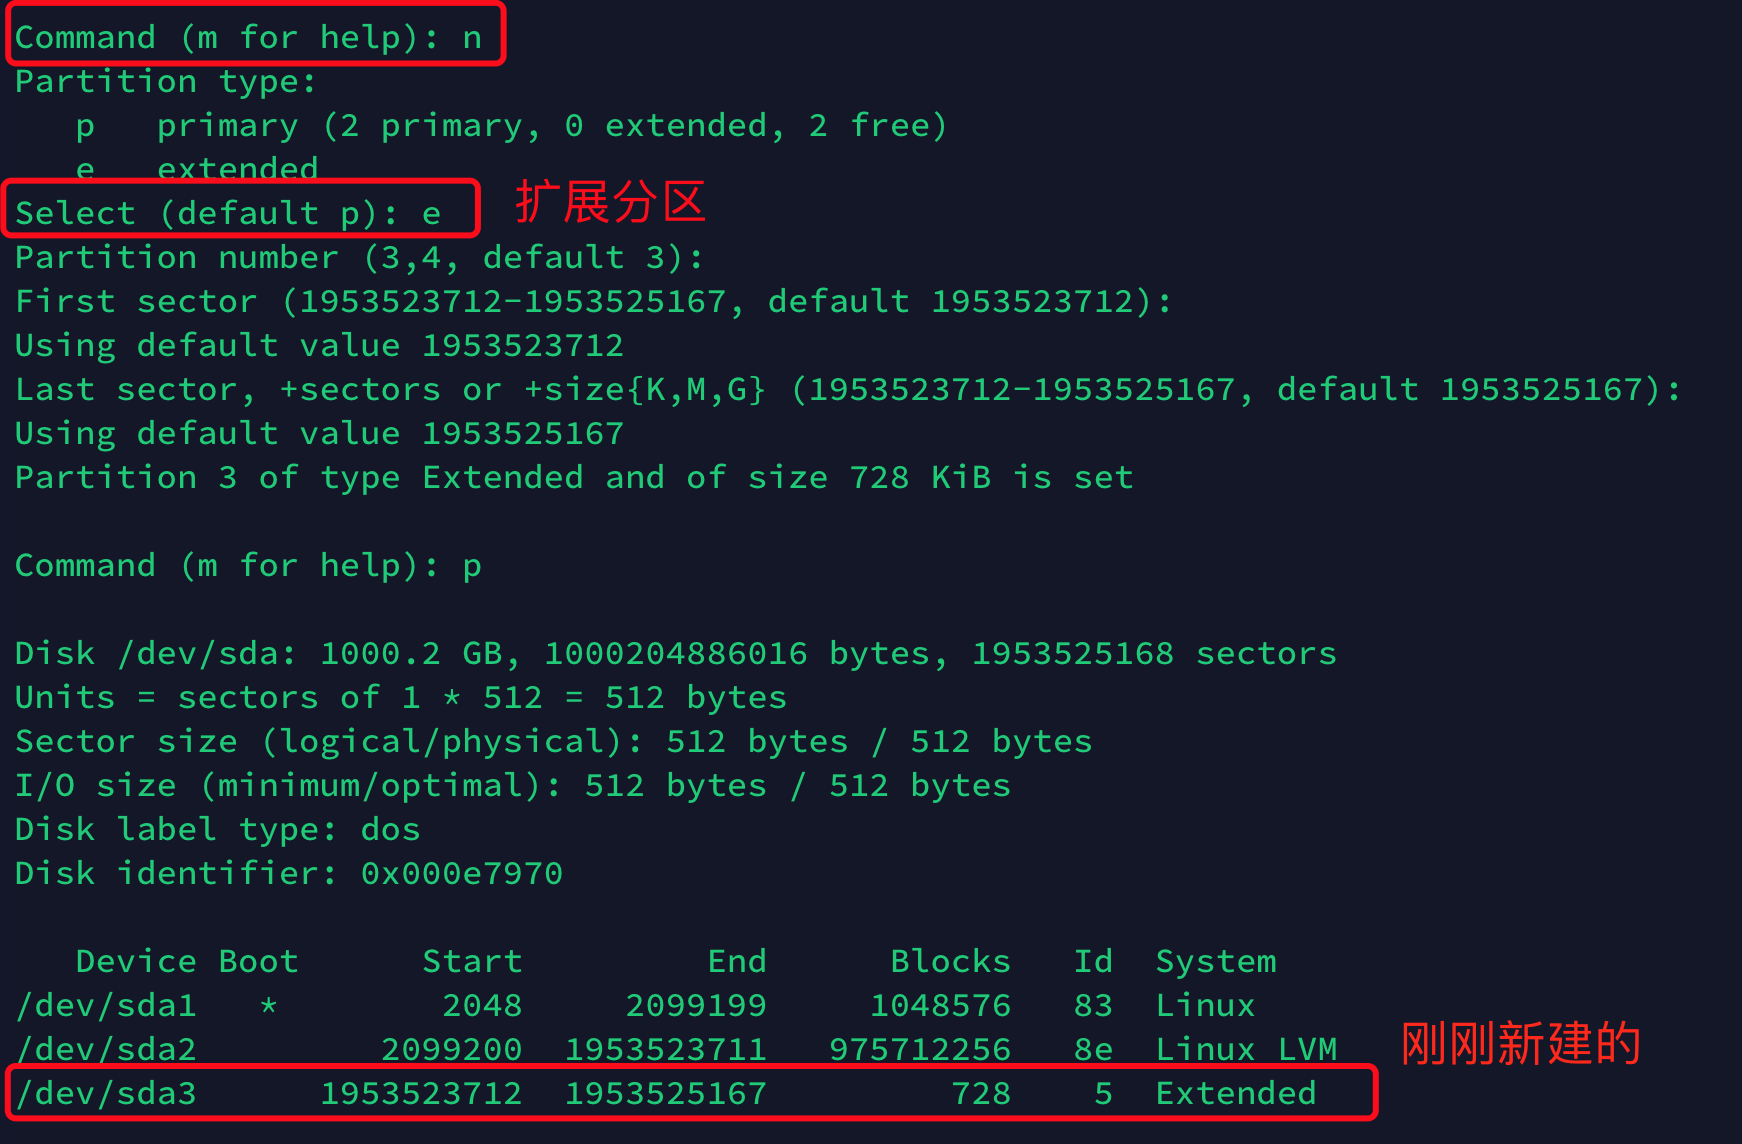 Command (m for help): n
Partition type:
   p   primary (2 primary, 0 extended, 2 free)
   e   extended
Select (default p): e
扩展分区
Partition number (3,4, default 3):
First sector (1953523712-1953525167, default 1953523712):
Using default value 1953523712
Last sector, +sectors or +size{K,M,G} (1953523712-1953525167, default 1953525167):
Using default value 1953525167
Partition 3 of type Extended and of size 728 KiB is set
Command (m for help): p
Disk /dev/sda: 1000.2 GB, 1000204886016 bytes, 1953525168 sectors
Units = sectors of 1 * 512 = 512 bytes
Sector size (logical/physical): 512 bytes / 512 bytes
I/O size (minimum/optimal): 512 bytes / 512 bytes
Disk label type: dos
Disk identifier: 0x000e7970
   Device Boot      Start         End      Blocks   Id  System
/dev/sda1   *        2048     2099199     1048576   83  Linux
/dev/sda2         2099200  1953523711   975712256   8e  Linux LVM
刚刚新建的
/dev/sda3      1953523712  1953525167         728    5  Extended